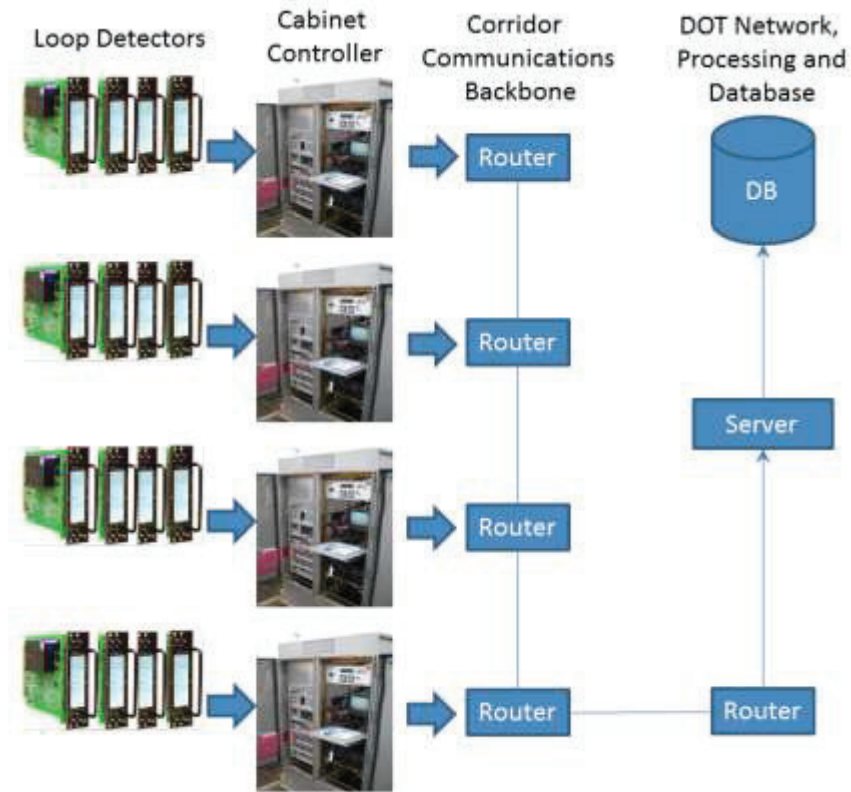 Loop Detectors
Cabinet
Controller
Corridor
Communications
Backbone
DOT Network,
Processing and
Database
Router
DB
Router
Server
Router
Router
Router